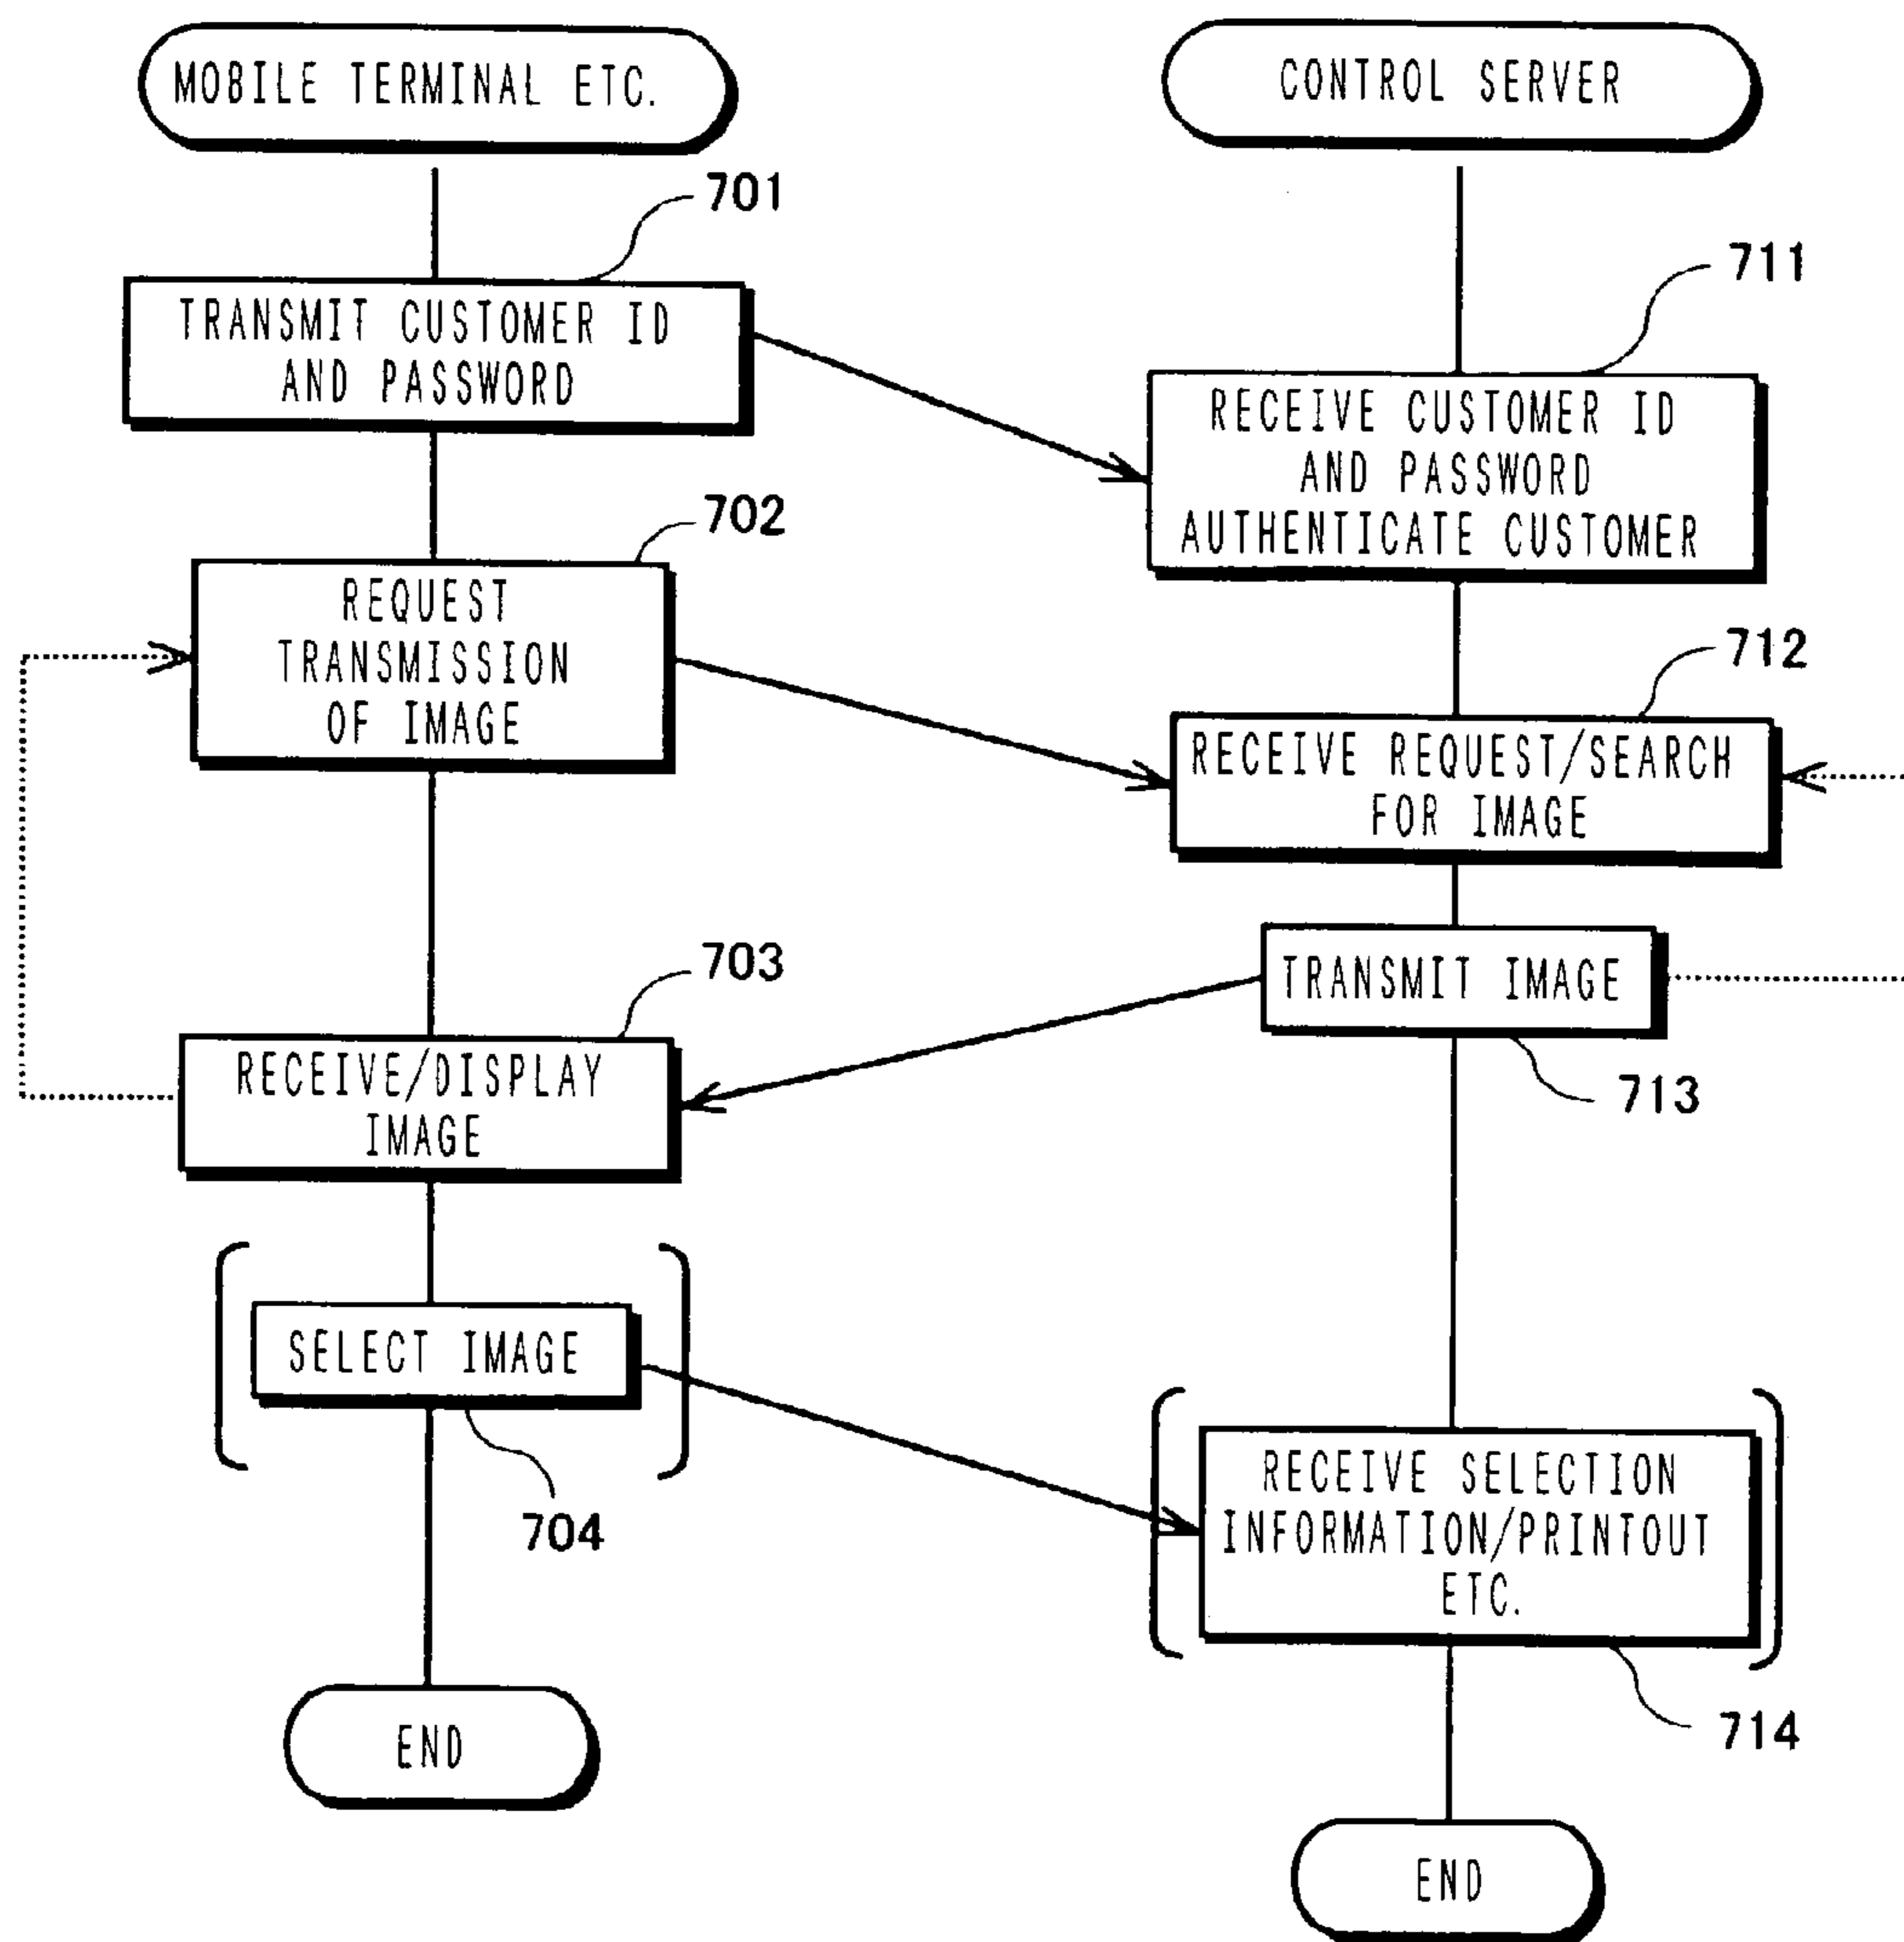 MOBILE TERMINAL ETC.
701
TRANSMIT CUSTOMER ID
AND PASSWORD
702
REQUEST
TRANSMISSION
OF IMAGE
703
RECEIVE/DISPLAY
IMAGE
SELECT IMAGE
704
END
CONTROL SERVER
711
RECEIVE CUSTOMER ID
AND PASSWORD
AUTHENTICATE CUSTOMER
712
RECEIVE REQUEST/SEARCH
FOR IMAGE
TRANSMIT IMAGE
713
RECEIVE SELECTION
INFORMATION/PRINTOUT
ETC.
714
END